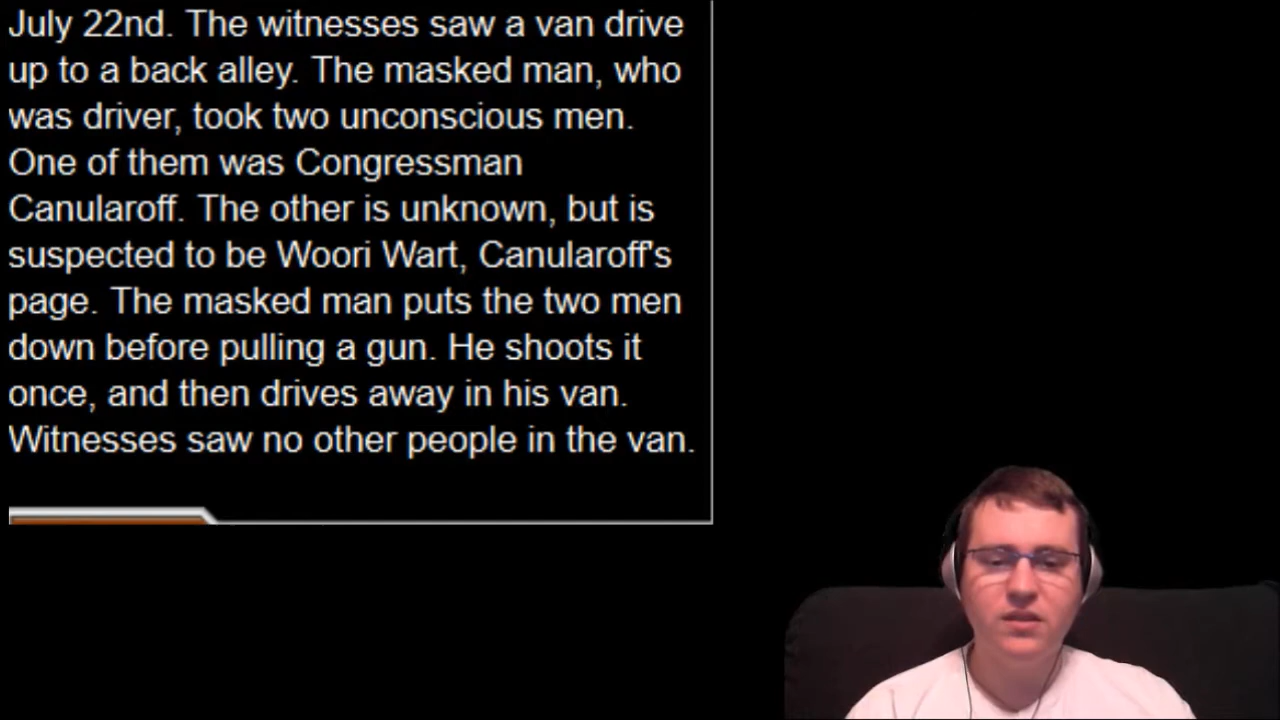 July 22nd. The witnesses saw a van drive
up to a back alley. The masked man, who
was driver, took two unconscious men.
One of them was Congressman
Canularoff. The other is unknown, but is
suspected to be Woori Wart, Canularoff's
page. The masked man puts the two men
down before pulling a gun. He shoots it
once, and then drives away in his van.
Witnesses saw no other people in the van.